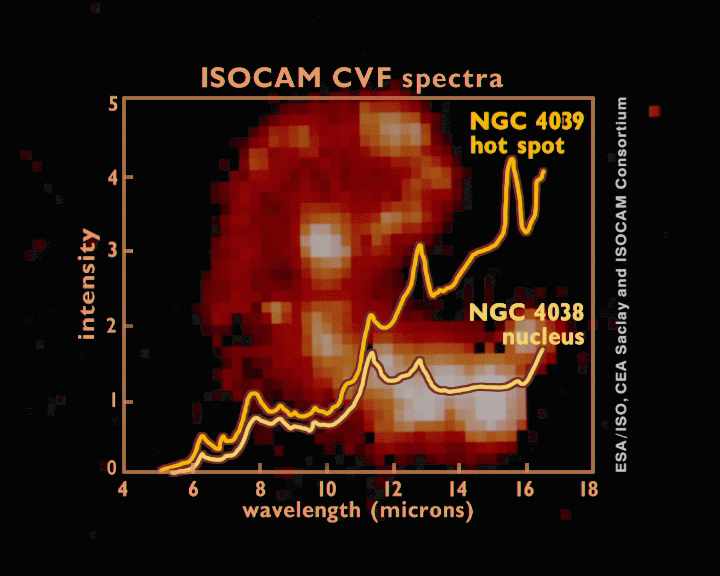 ISOCAM CVF spectra
NGC 4039
hot spot
NGC 4038
nucleus
intensity
5
4
3
2
1
0
4 6 8 10 12 14 16 18
wavelength (microns)
ESA/ISO, CEA Saclay and ISOCAM Consortium